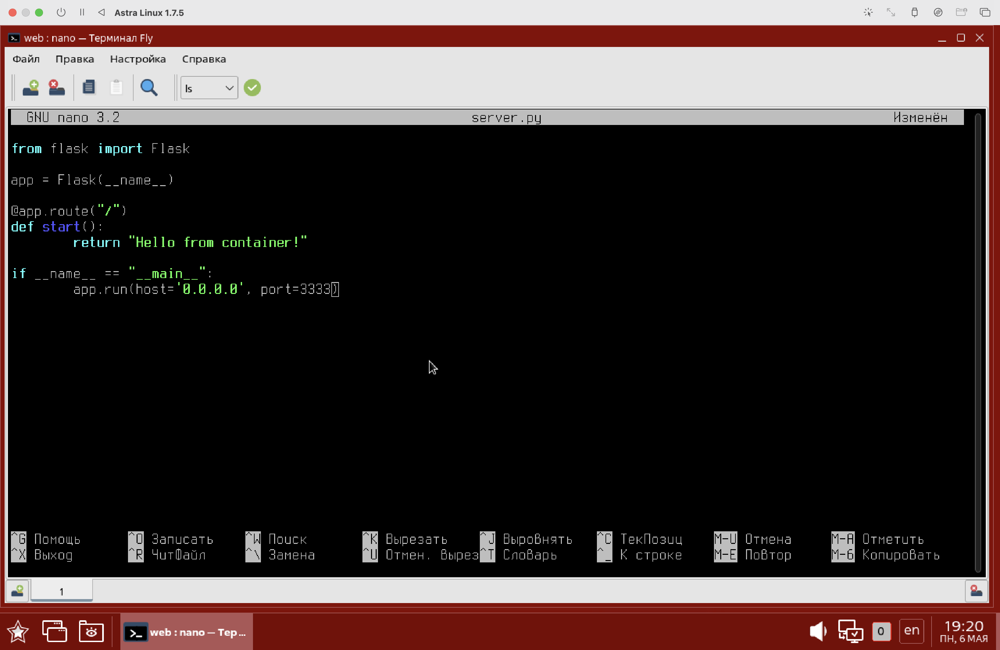 Astra Linux 1.7.5
web : nano — Терминал Fly
Файл Правка Настройка Справка
ls
GNU nano 3.2 server.py Изменён
from flask import Flask
app = Flask(__name__)
@app.route("/")
def start():
return "Hello from container!"
if __name__ == "__main__":
app.run(host='0.0.0.0', port=3333)
^G Помощь ^O Записать ^W Поиск ^K Вырезать ^J Выровнять ^C ТекПозиц M-U Отмена M-A Отметить
^X Выход ^R ЧитФайл ^\ Замена ^U Отмен. Вырез ^T Словарь ^_ К строке M-E Повтор M-6 Копировать
1
web : nano — Тер...
0
en
19:20
ПН, 6 МАЯ